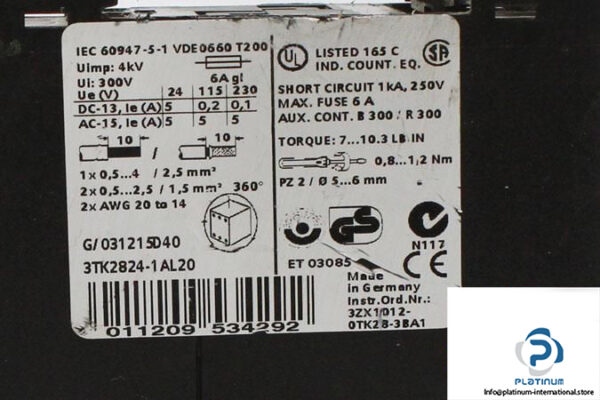 IEC 60947-5-1 VDE0660 T200
Uimp: 4kV
Ui: 300V
6A gl
Ue (V) 24 115 230
DC-13, Ie (A) 5 0,2 0,1
AC-15, Ie (A) 5 5 5
10 / 10
1x 0,5...4 / 2,5 mm²
2x 0,5...2,5 / 1,5 mm²
2x AWG 20 to 14
360°
G/031215D40
3TK2824-1AL20
011209 534292
UL LISTED 165 C
IND. CONT. EQ.
SA
SHORT CIRCUIT 1kA, 250V
MAX. FUSE 6 A
AUX. CONT. B 300 / R 300
TORQUE: 7...10.3 LB IN
0,8...1,2 Nm
PZ 2 / Ø 5...6 mm
GS
N117
ET 03085
Made
in Germany
Instr.Ord.Nr.:
3ZX1012-
0TK28-3BA1
PLATINUM
Info@platinum-international.store